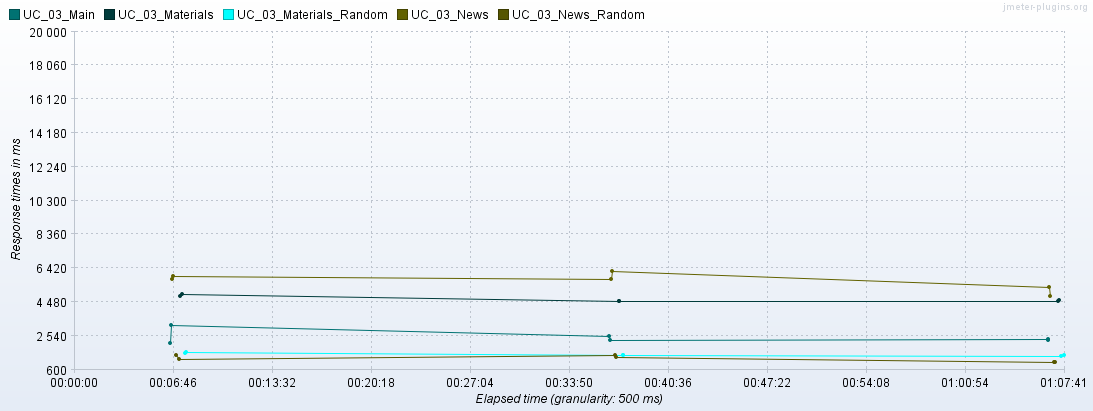 UC_03_Main UC_03_Materials UC_03_Materials_Random UC_03_News UC_03_News_Random
jmeter-plugins.org
Response times in ms
20 000
18 060
16 120
14 180
12 240
10 300
8 360
6 420
4 480
2 540
600
00:00:00 00:06:46 00:13:32 00:20:18 00:27:04 00:33:50 00:40:36 00:47:22 00:54:08 01:00:54 01:07:41
Elapsed time (granularity: 500 ms)